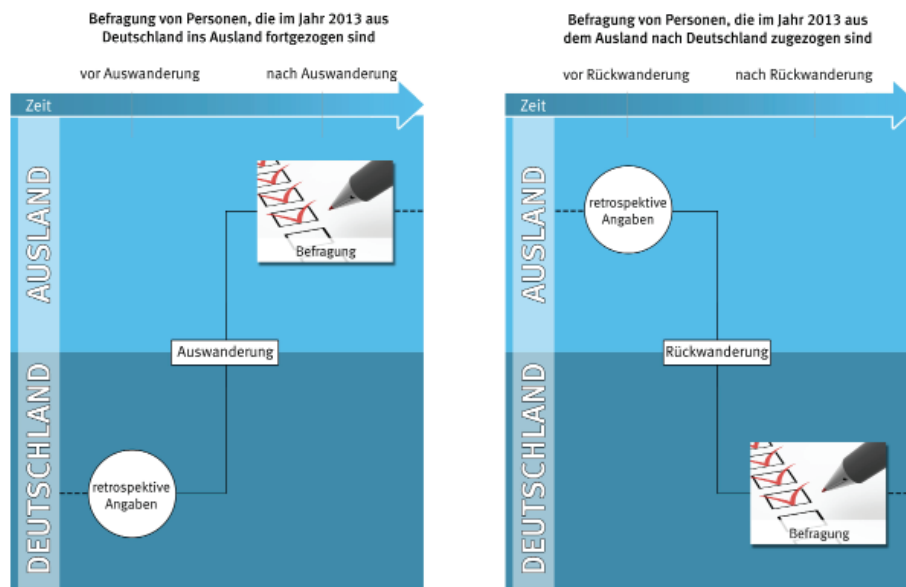 Befragung von Personen, die im Jahr 2013 aus
Deutschland ins Ausland fortgezogen sind
vor Auswanderung
nach Auswanderung
Zeit
AUSLAND
Befragung
Auswanderung
DEUTSCHLAND
retrospektive
Angaben
Befragung von Personen, die im Jahr 2013 aus
dem Ausland nach Deutschland zugezogen sind
vor Rückwanderung
nach Rückwanderung
Zeit
AUSLAND
retrospektive
Angaben
Rückwanderung
DEUTSCHLAND
Befragung